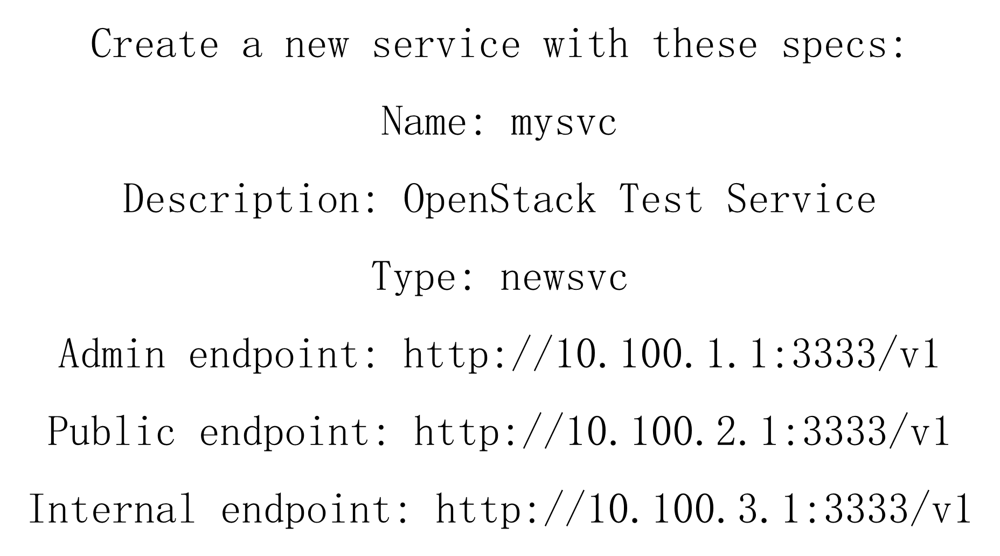 Create a new service with these specs:
Name: mysvc
Description: OpenStack Test Service
Type: newsvc
Admin endpoint: http://10.100.1.1:3333/v1
Public endpoint: http://10.100.2.1:3333/v1
Internal endpoint: http://10.100.3.1:3333/v1